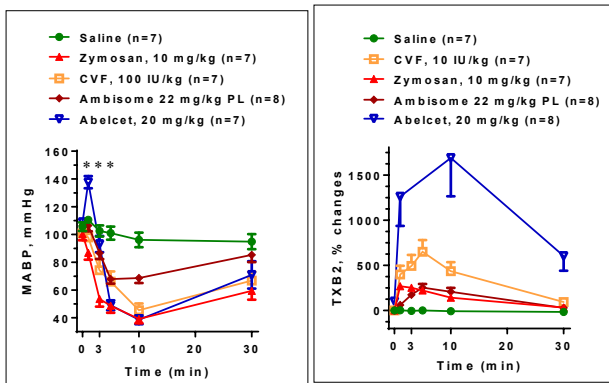 Saline (n=7)
Zymosan, 10 mg/kg (n=7)
CVF, 100 IU/kg (n=7)
Ambisome 22 mg/kg PL (n=8)
Abelcet, 20 mg/kg (n=7)
160
140
120
100
80
60
40
* * *
MABP, mmHg
0 3 10 20 30
Time (min)
Saline (n=7)
CVF, 10 IU/kg (n=7)
Zymosan, 10 mg/kg (n=7)
Ambisome 22 mg/kg PL (n=8)
Abelcet, 20 mg/kg (n=8)
1500
1000
500
0
TXB2, % changes
0 3 10 20 30
Time (min)